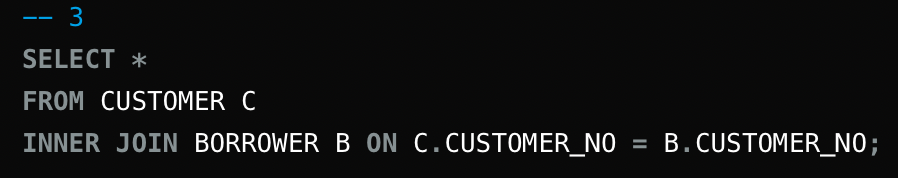 -- 3
SELECT *
FROM CUSTOMER C
INNER JOIN BORROWER B ON C.CUSTOMER_NO = B.CUSTOMER_NO;